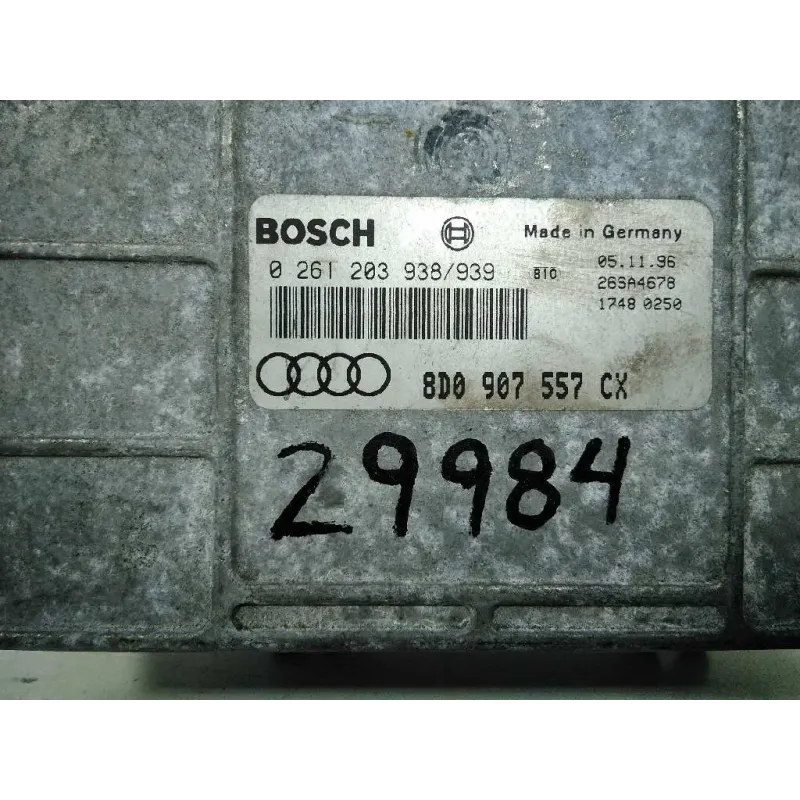 BOSCH Made in Germany
0 261 203 938/939 B10 05.11.96
26SA4678
1748 0250
8D0 907 557 CX
29984